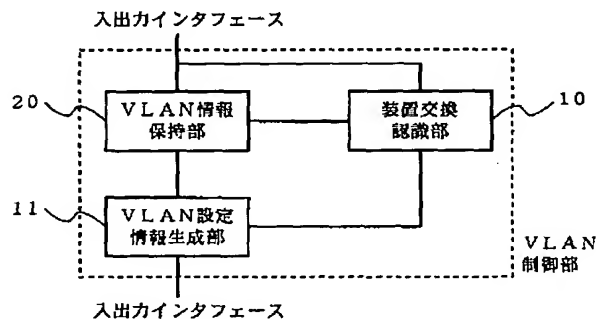 入出力インタフェース
20
VLAN情報
保持部
装置交換
認識部
10
11
VLAN設定
情報生成部
VLAN
制御部
入出力インタフェース